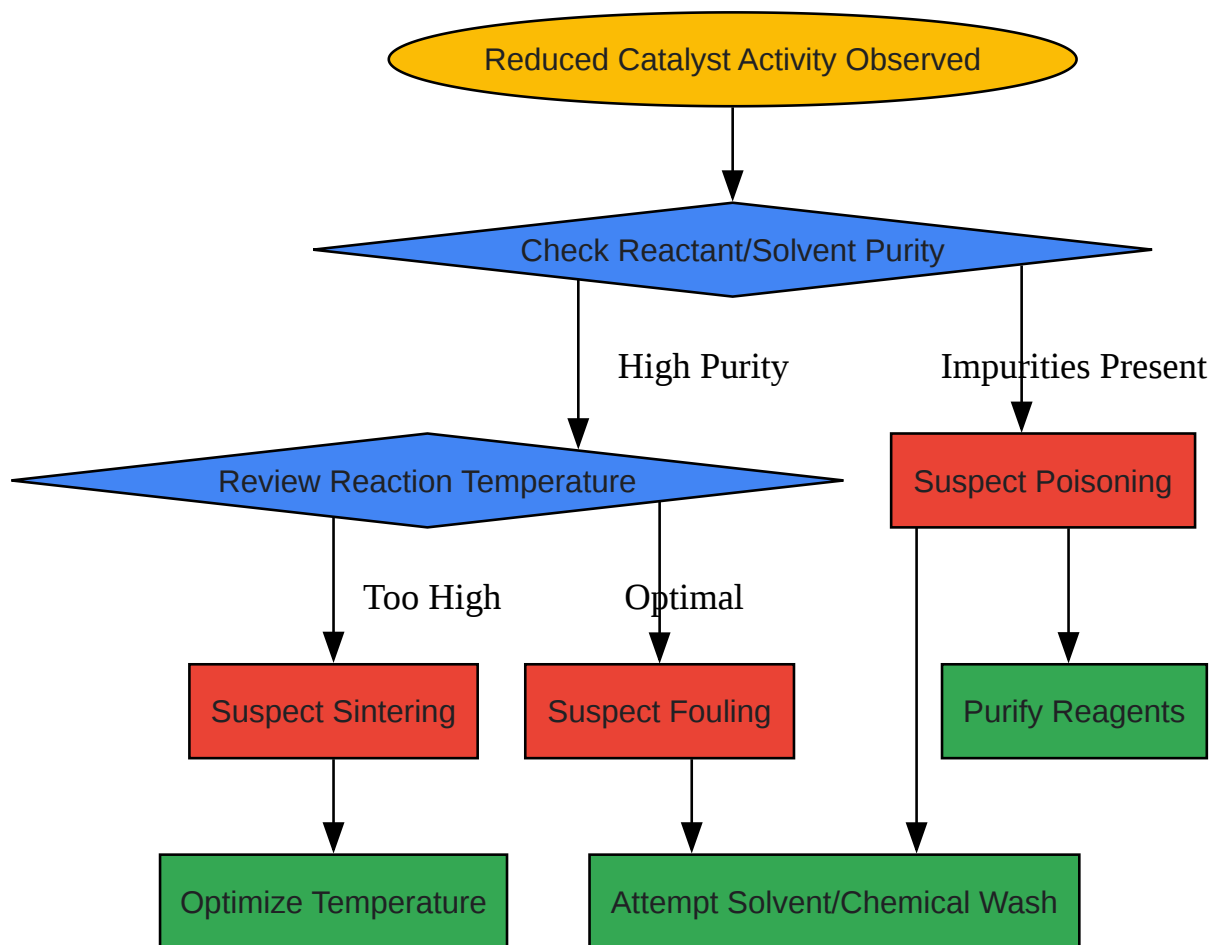 Reduced Catalyst Activity Observed
Check Reactant/Solvent Purity
High Purity
Impurities Present
Review Reaction Temperature
Suspect Poisoning
Too High
Optimal
Suspect Sintering
Suspect Fouling
Purify Reagents
Optimize Temperature
Attempt Solvent/Chemical Wash